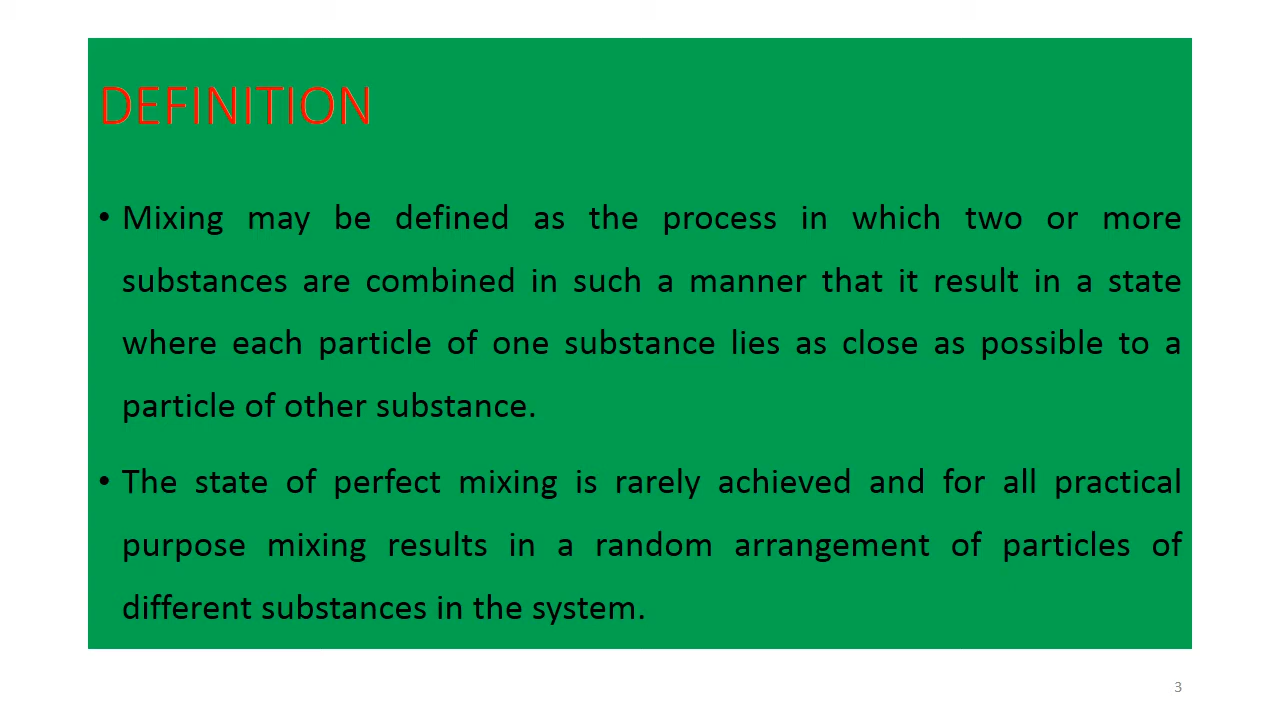 DEFINITION
• Mixing may be defined as the process in which two or more
substances are combined in such a manner that it result in a state
where each particle of one substance lies as close as possible to a
particle of other substance.
• The state of perfect mixing is rarely achieved and for all practical
purpose mixing results in a random arrangement of particles of
different substances in the system.
3